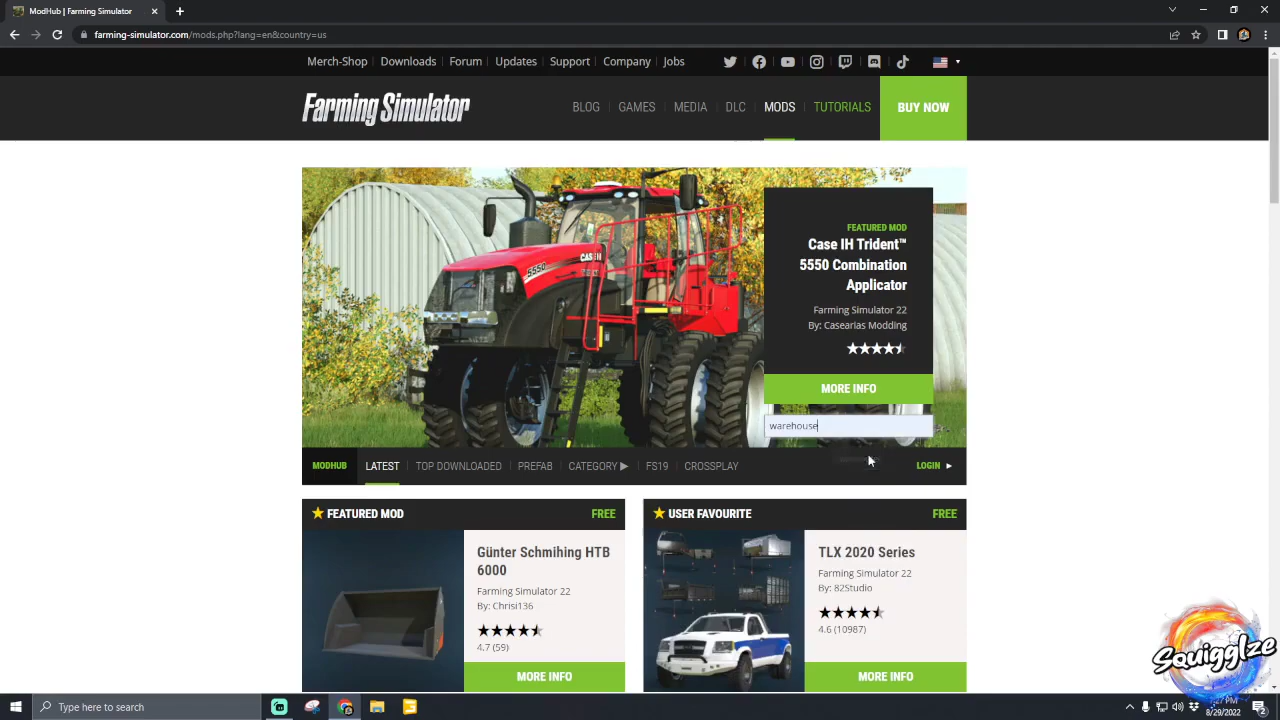 ModHub | Farming Simulator
farming-simulator.com/mods.php?lang=en&country=us
Merch-Shop | Downloads | Forum | Updates | Support | Company | Jobs
Farming Simulator
BLOG | GAMES | MEDIA | DLC | MODS | TUTORIALS
BUY NOW
FEATURED MOD
Case IH Trident™
5550 Combination
Applicator
Farming Simulator 22
By: Casearias Modding
MORE INFO
CASE IH
5550
warehouse
MODHUB
LATEST | TOP DOWNLOADED | PREFAB | CATEGORY ▶ | FS19 | CROSSPLAY
LOGIN ▶
FEATURED MOD
FREE
Günter Schmihing HTB
6000
Farming Simulator 22
By: Chrisi136
4.7 (59)
MORE INFO
USER FAVOURITE
FREE
TLX 2020 Series
Farming Simulator 22
By: 82Studio
4.6 (10987)
MORE INFO
Squigglze
Type here to search
8/29/2022
2